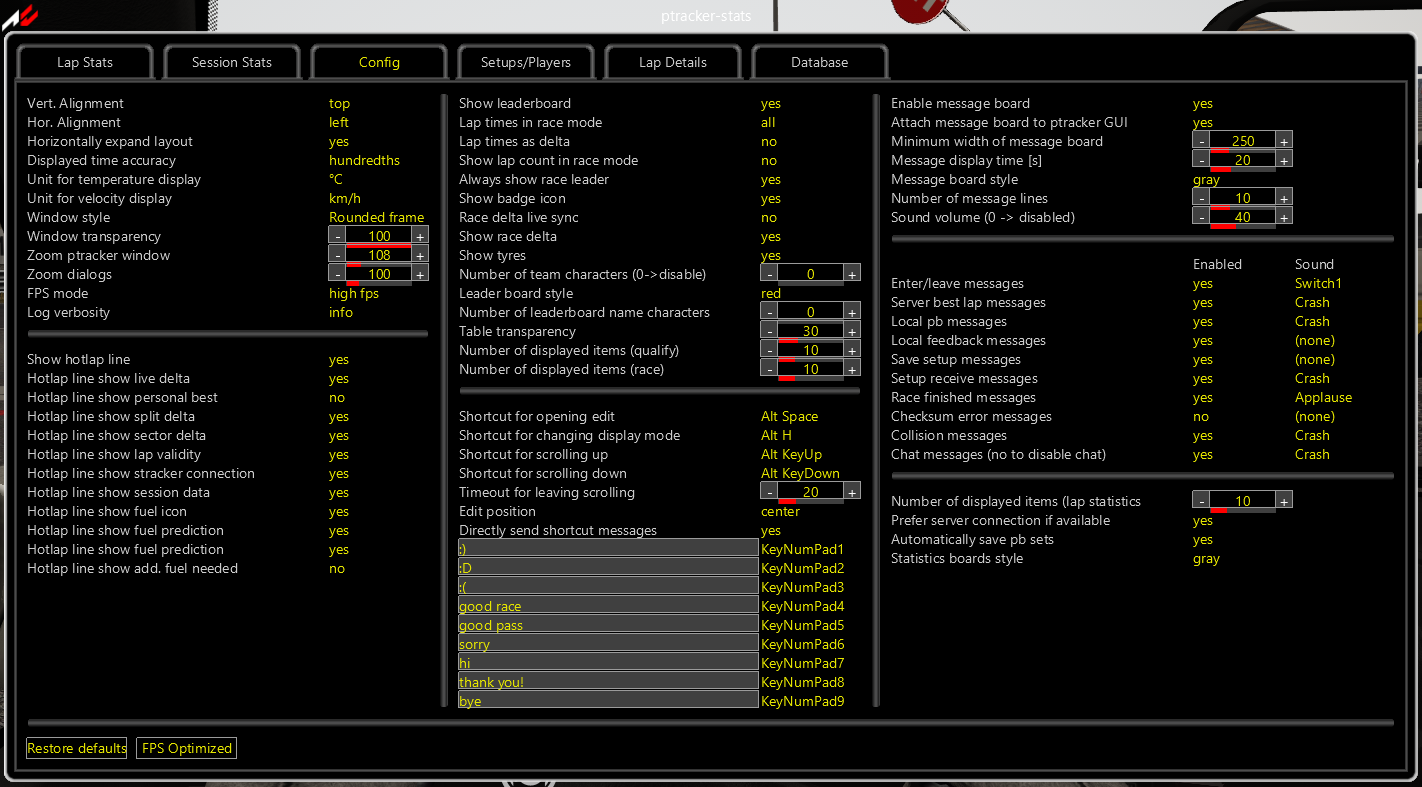 ptracker-stats
Lap Stats
Session Stats
Config
Setups/Players
Lap Details
Database
Vert. Alignment top
Hor. Alignment left
Horizontally expand layout yes
Displayed time accuracy hundredths
Unit for temperature display °C
Unit for velocity display km/h
Window style Rounded frame
Window transparency - 100 +
Zoom ptracker window - 108 +
Zoom dialogs - 100 +
FPS mode high fps
Log verbosity info
Show hotlap line yes
Hotlap line show live delta yes
Hotlap line show personal best no
Hotlap line show split delta yes
Hotlap line show sector delta yes
Hotlap line show lap validity yes
Hotlap line show stracker connection yes
Hotlap line show session data yes
Hotlap line show fuel icon yes
Hotlap line show fuel prediction yes
Hotlap line show fuel prediction yes
Hotlap line show add. fuel needed no
Show leaderboard yes
Lap times in race mode all
Lap times as delta no
Show lap count in race mode no
Always show race leader yes
Show badge icon yes
Race delta live sync no
Show race delta yes
Show tyres yes
Number of team characters (0->disable) - 0 +
Leader board style red
Number of leaderboard name characters - 0 +
Table transparency - 30 +
Number of displayed items (qualify) - 10 +
Number of displayed items (race) - 10 +
Shortcut for opening edit Alt Space
Shortcut for changing display mode Alt H
Shortcut for scrolling up Alt KeyUp
Shortcut for scrolling down Alt KeyDown
Timeout for leaving scrolling - 20 +
Edit position center
Directly send shortcut messages yes
:) KeyNumPad1
:D KeyNumPad2
:( KeyNumPad3
good race KeyNumPad4
good pass KeyNumPad5
sorry KeyNumPad6
hi KeyNumPad7
thank you! KeyNumPad8
bye KeyNumPad9
Enable message board yes
Attach message board to ptracker GUI yes
Minimum width of message board - 250 +
Message display time [s] - 20 +
Message board style gray
Number of message lines - 10 +
Sound volume (0 -> disabled) - 40 +
Enabled Sound
Enter/leave messages yes Switch1
Server best lap messages yes Crash
Local pb messages yes Crash
Local feedback messages yes (none)
Save setup messages yes (none)
Setup receive messages yes Crash
Race finished messages yes Applause
Checksum error messages no (none)
Collision messages yes Crash
Chat messages (no to disable chat) yes Crash
Number of displayed items (lap statistics - 10 +
Prefer server connection if available yes
Automatically save pb sets yes
Statistics boards style gray
Restore defaults
FPS Optimized